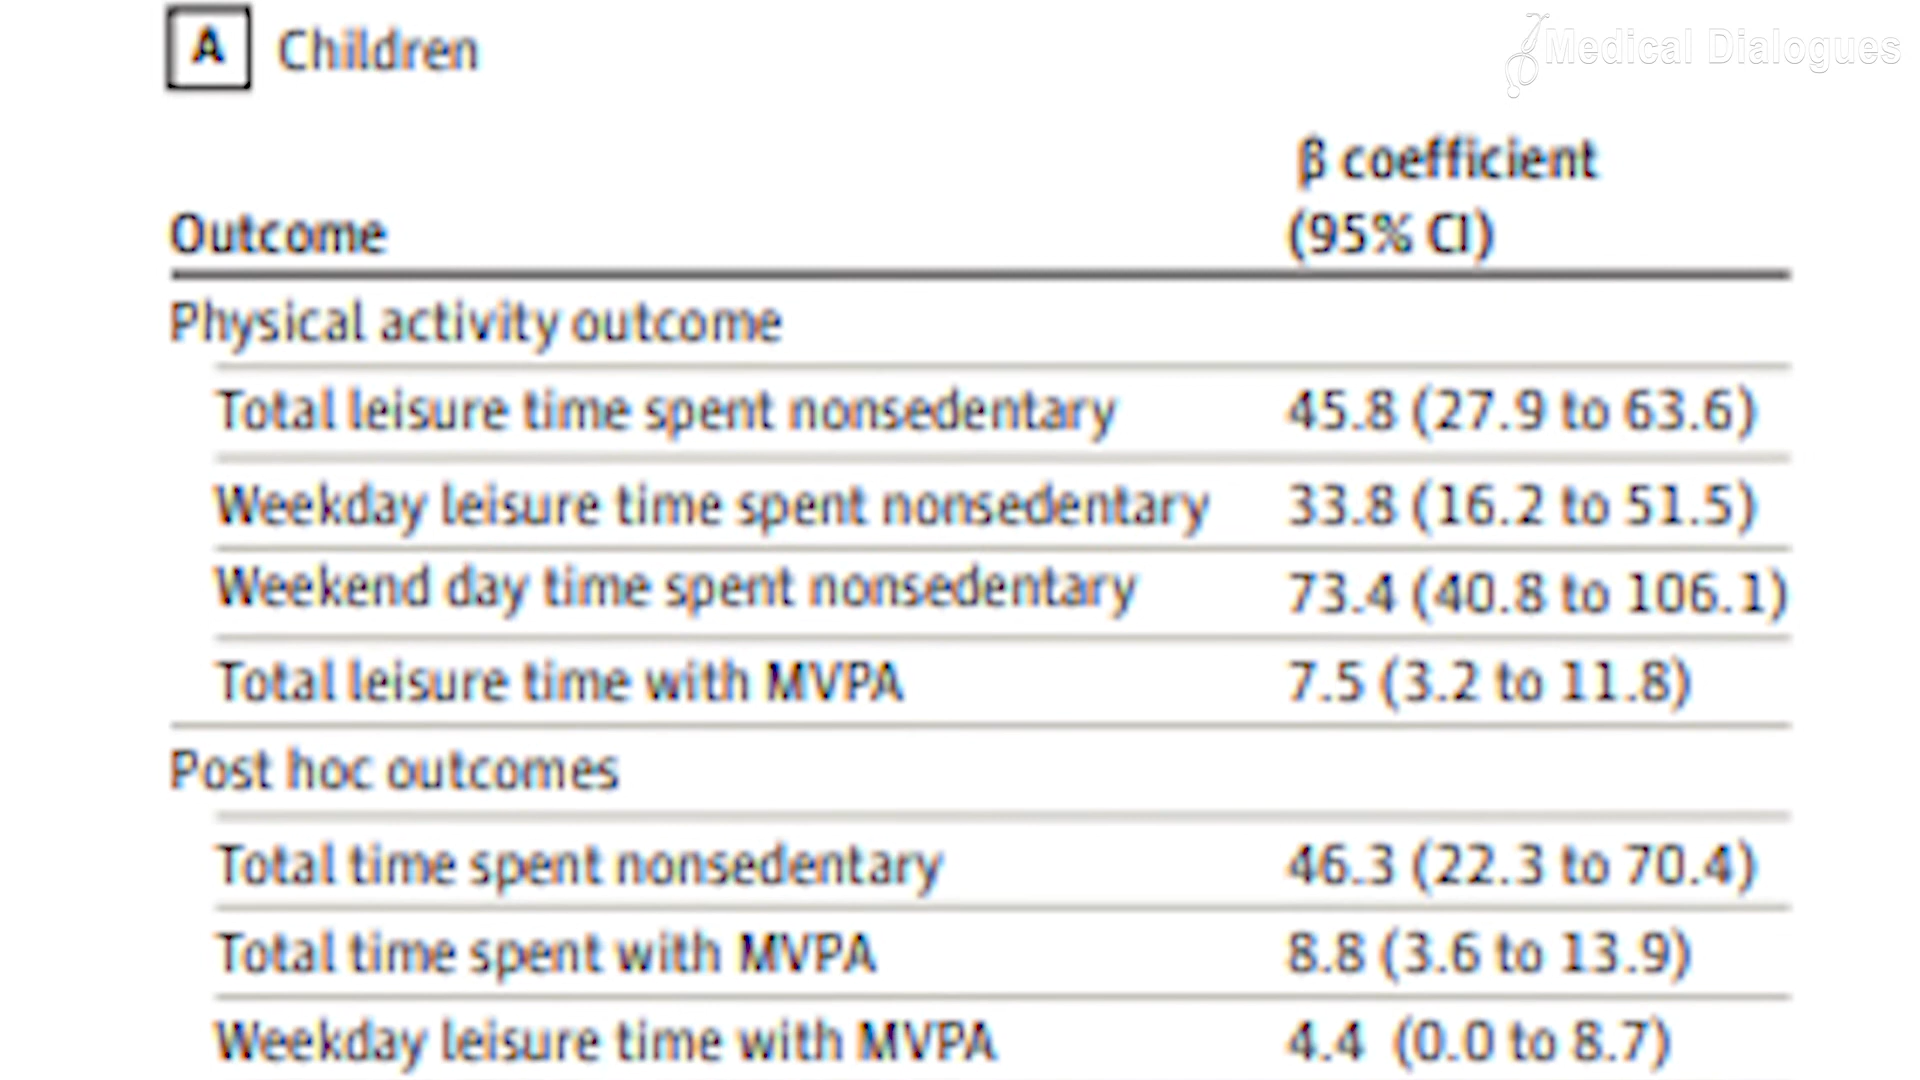 A Children
Medical Dialogues
β coefficient
Outcome (95% CI)
Physical activity outcome
Total leisure time spent nonsedentary 45.8 (27.9 to 63.6)
Weekday leisure time spent nonsedentary 33.8 (16.2 to 51.5)
Weekend day time spent nonsedentary 73.4 (40.8 to 106.1)
Total leisure time with MVPA 7.5 (3.2 to 11.8)
Post hoc outcomes
Total time spent nonsedentary 46.3 (22.3 to 70.4)
Total time spent with MVPA 8.8 (3.6 to 13.9)
Weekday leisure time with MVPA 4.4 (0.0 to 8.7)